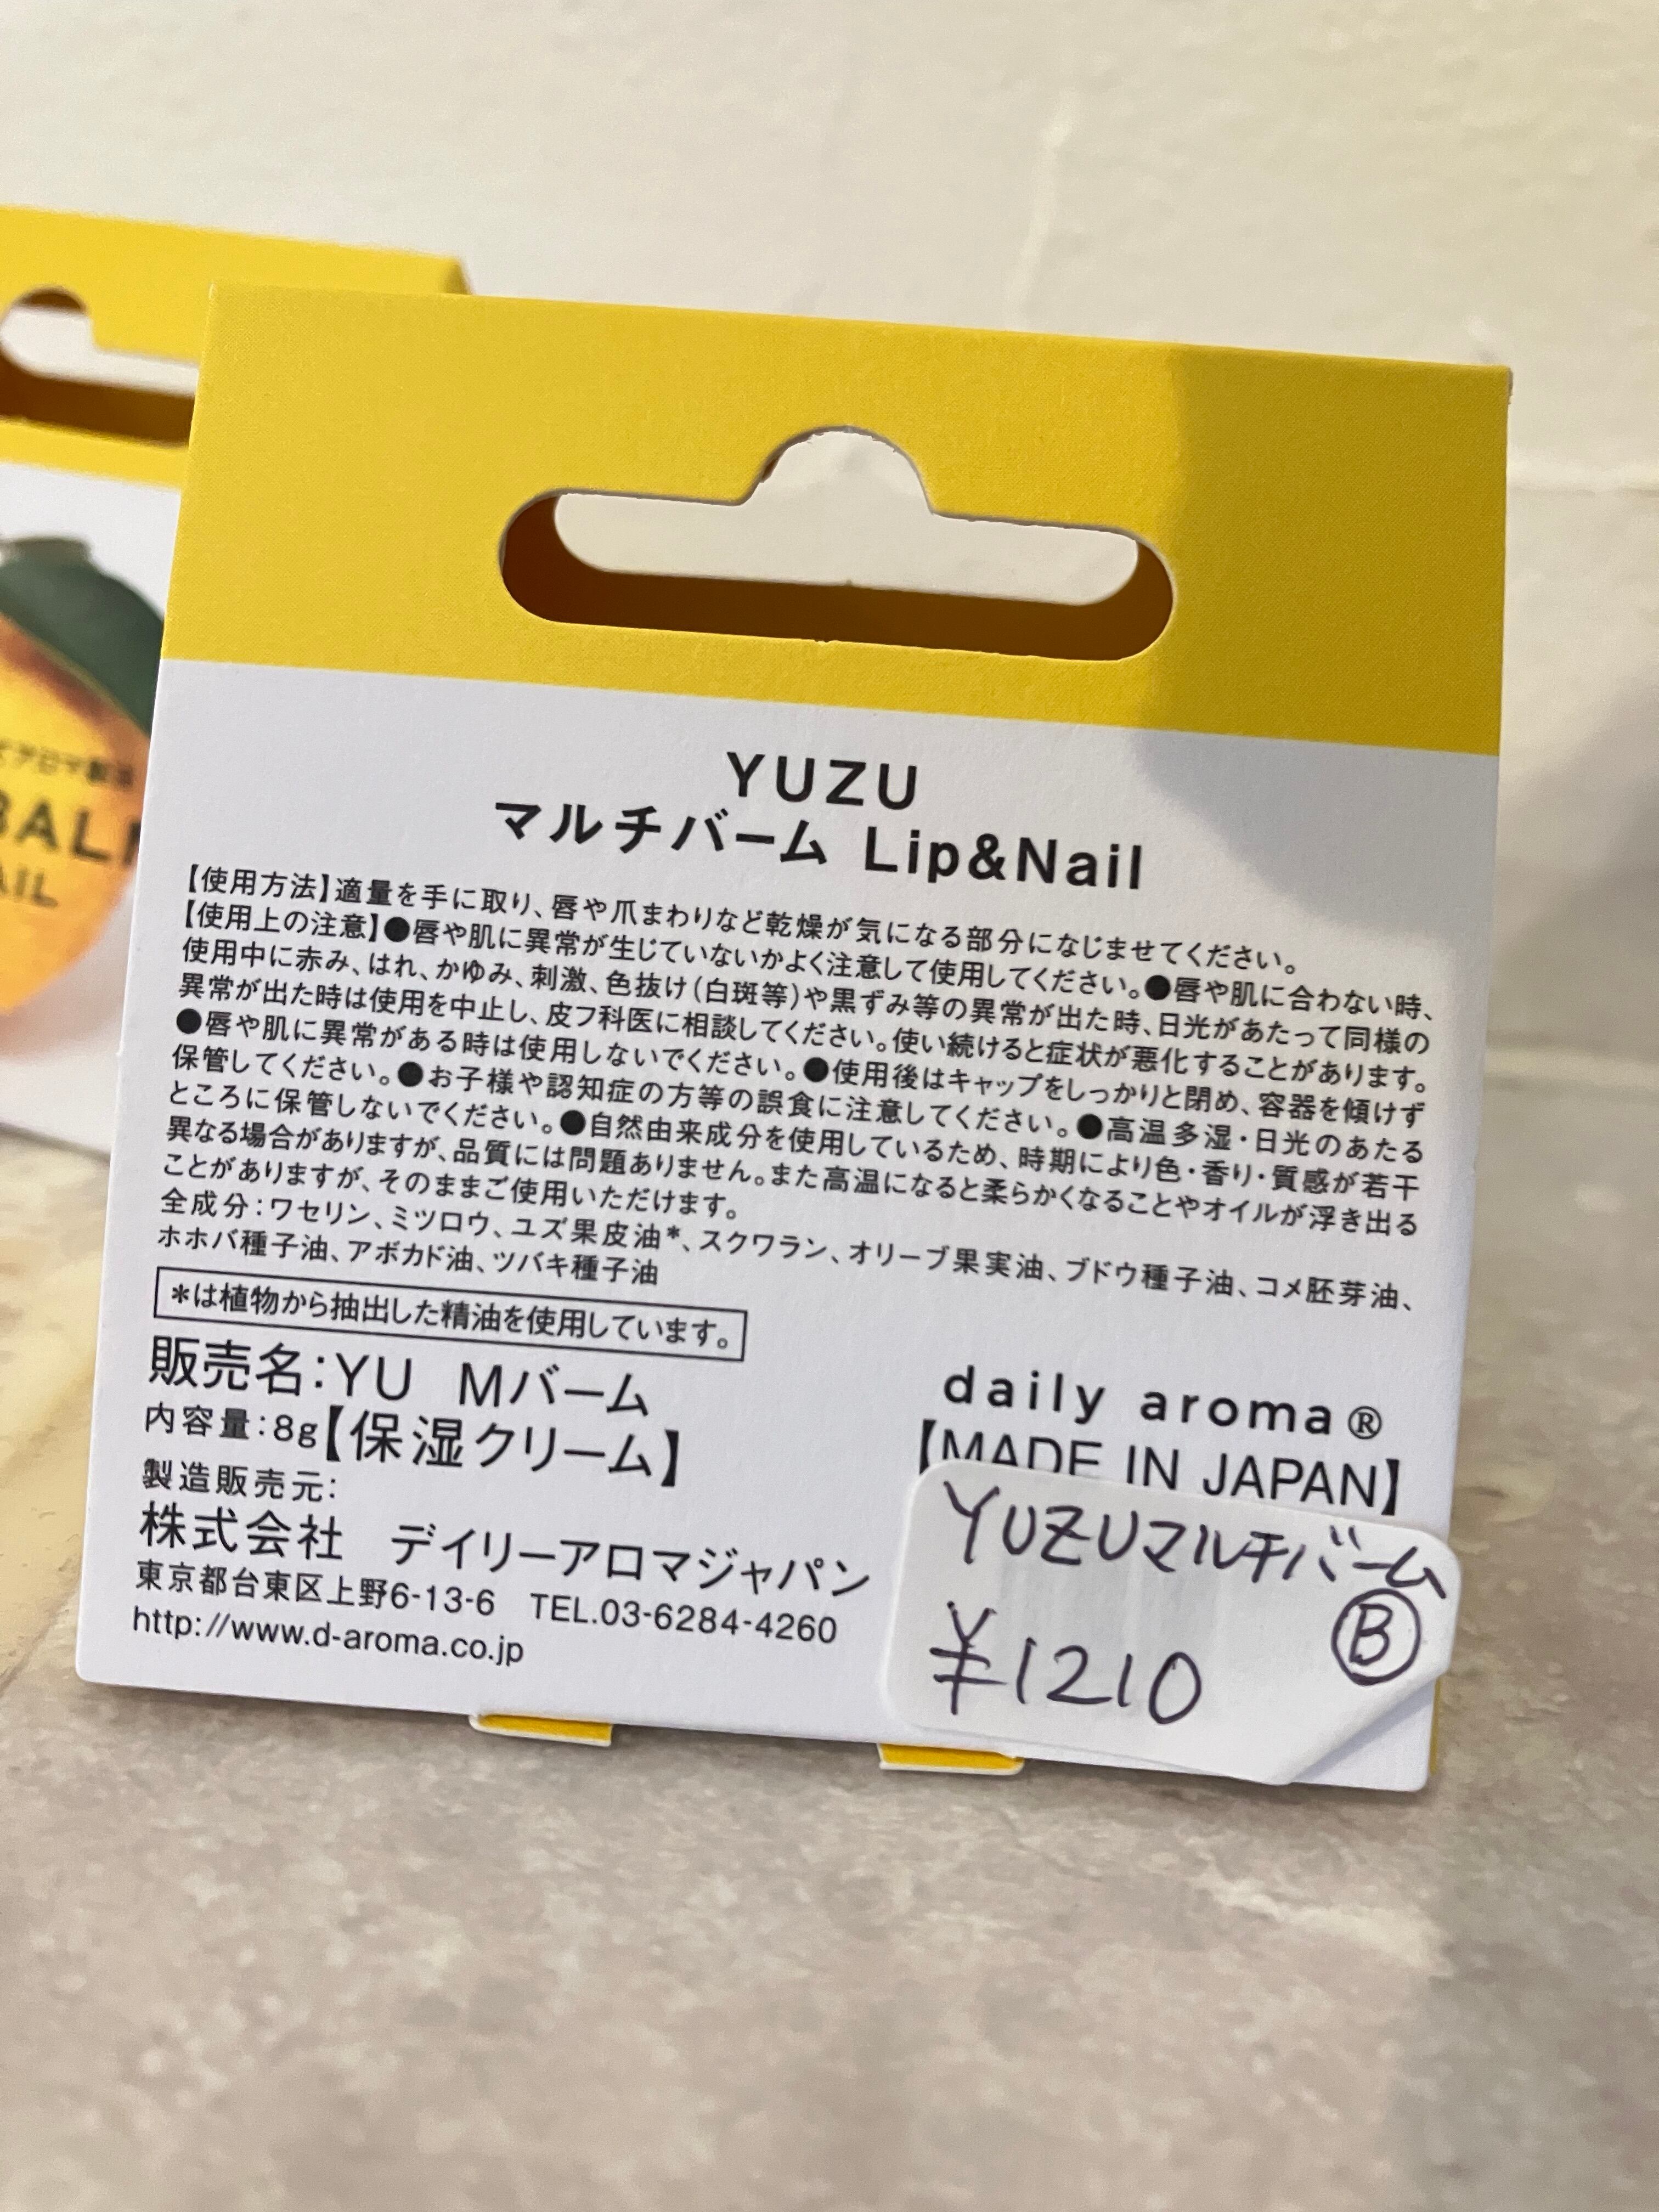 YUZU
マルチバーム Lip&Nail
【使用方法】適量を手に取り、唇や爪まわりなど乾燥が気になる部分になじませてください。
【使用上の注意】●唇や肌に異常が生じていないかよく注意して使用してください。●唇や肌に合わない時、
使用中に赤み、はれ、かゆみ、刺激、色抜け(白斑等)や黒ずみ等の異常が出た時、日光があたって同様の
異常が出た時は使用を中止し、皮フ科医に相談してください。使い続けると症状が悪化することがあります。
●唇や肌に異常がある時は使用しないでください。●使用後はキャップをしっかりと閉め、容器を傾けず
保管してください。●お子様や認知症の方等の誤食に注意してください。●高温多湿・日光のあたる
ところに保管しないでください。●自然由来成分を使用しているため、時期により色・香り・質感が若干
異なる場合がありますが、品質には問題ありません。また高温になると柔らかくなることやオイルが浮き出る
ことがありますが、そのままご使用いただけます。
全成分:ワセリン、ミツロウ、ユズ果皮油*、スクワラン、オリーブ果実油、ブドウ種子油、コメ胚芽油、
ホホバ種子油、アボカド油、ツバキ種子油
*は植物から抽出した精油を使用しています。
販売名:YU Mバーム
内容量:8g【保湿クリーム】
製造販売元:
株式会社 デイリーアロマジャパン
東京都台東区上野6-13-6 TEL.03-6284-4260
http://www.d-aroma.co.jp
daily aroma®
【MADE IN JAPAN】
YUZUマルチバーム
Ⓑ
¥1210